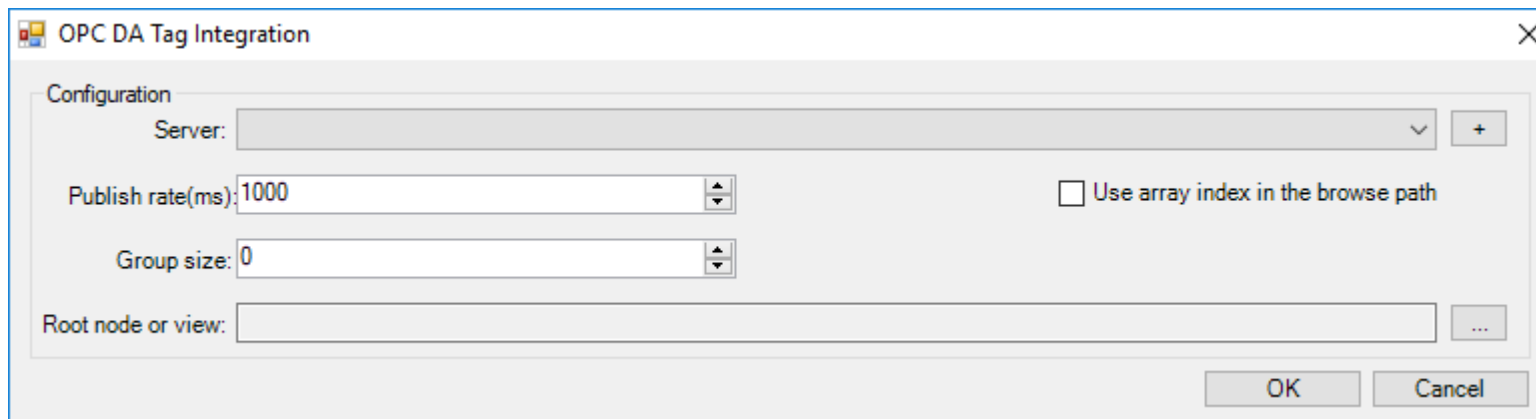 OPC DA Tag Integration
Configuration
Server:
+
Publish rate(ms):
1000
Use array index in the browse path
Group size:
0
Root node or view:
...
OK
Cancel